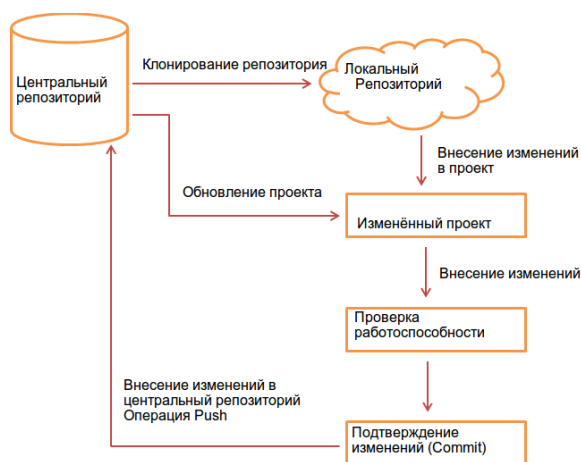 Клонирование репозитория
Центральный
репозиторий
Локальный
Репозиторий
Внесение изменений
в проект
Обновление проекта
Изменённый проект
Внесение изменений
Проверка
работоспособности
Внесение изменений в
центральный репозиторий
Операция Push
Подтверждение
изменений (Commit)